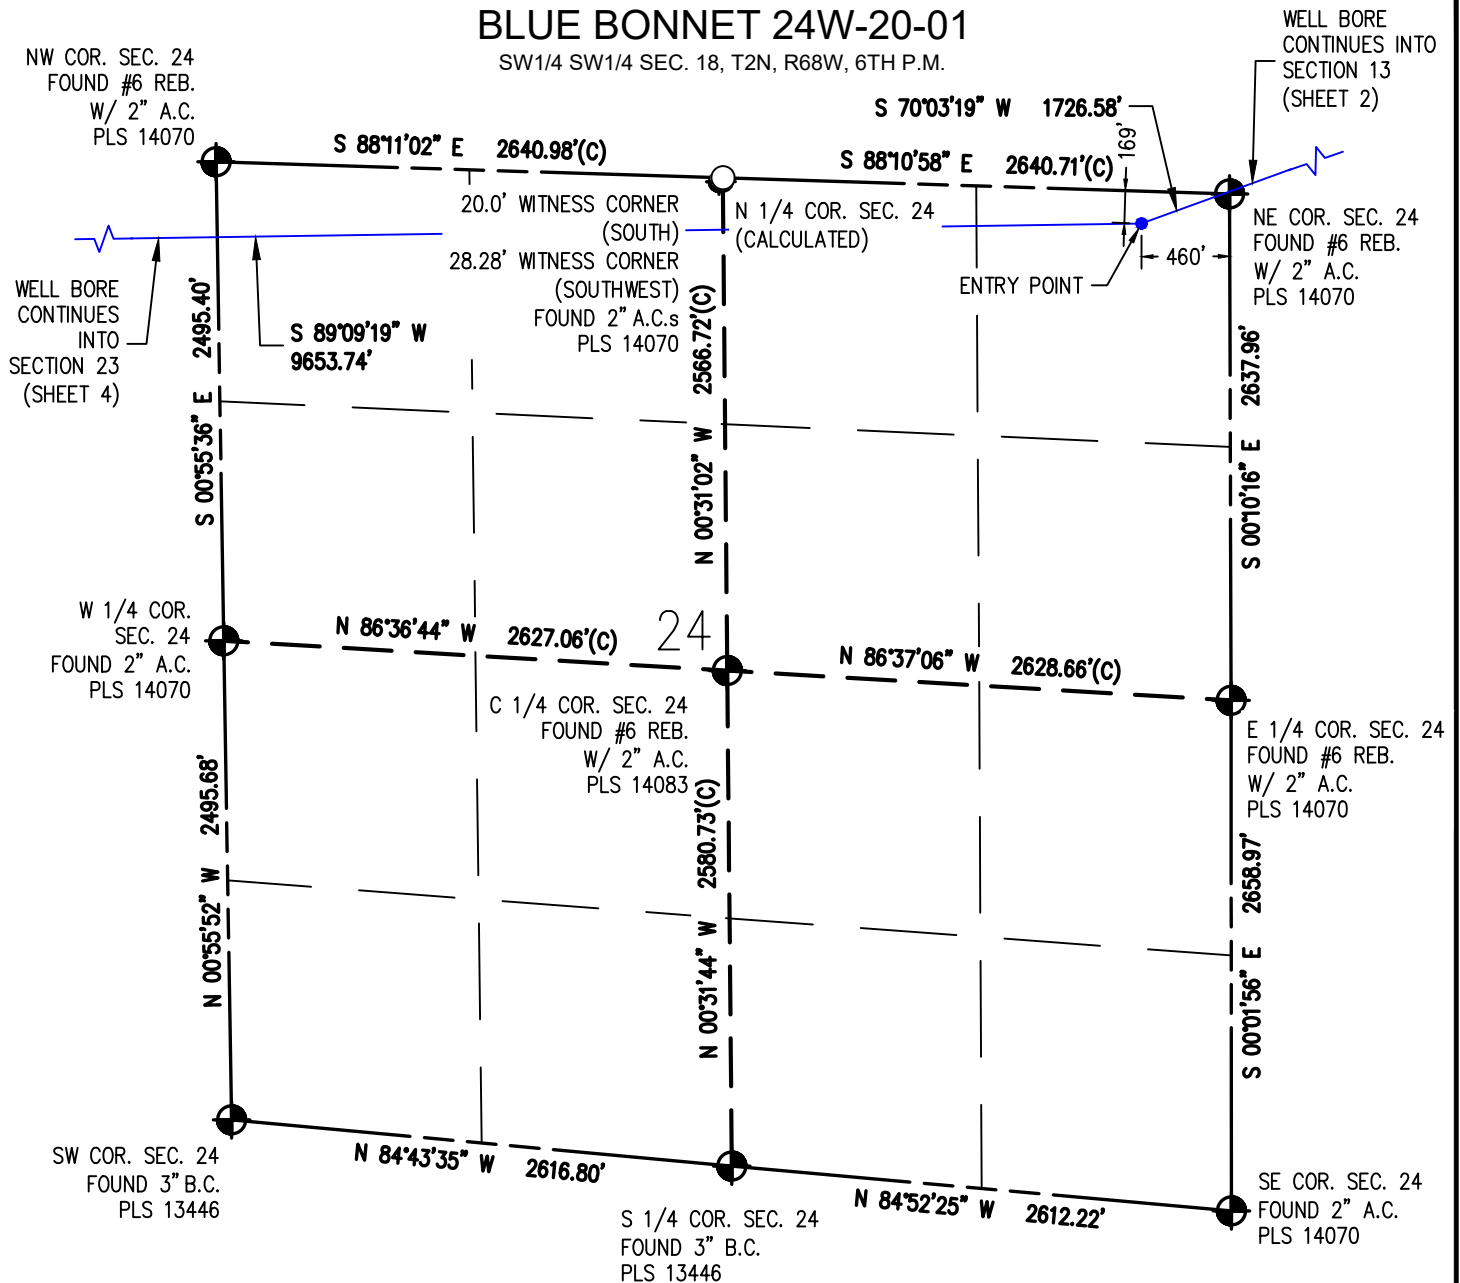 BLUE BONNET 24W-20-01
SW1/4 SW1/4 SEC. 18, T2N, R68W, 6TH P.M.
WELL BORE
CONTINUES INTO
SECTION 13
(SHEET 2)
NW COR. SEC. 24
FOUND #6 REB.
W/ 2" A.C.
PLS 14070
S 88°11'02" E 2640.98'(C)
S 70°03'19" W 1726.58'
169'
S 88°10'58" E 2640.71'(C)
20.0' WITNESS CORNER
(SOUTH)
28.28' WITNESS CORNER
(SOUTHWEST)
FOUND 2" A.C.s
PLS 14070
N 1/4 COR. SEC. 24
(CALCULATED)
460'
ENTRY POINT
NE COR. SEC. 24
FOUND #6 REB.
W/ 2" A.C.
PLS 14070
WELL BORE
CONTINUES
INTO
SECTION 23
(SHEET 4)
S 89°09'19" W
9653.74'
S 00°55'36" E 2495.40'
N 00°31'02" W 2566.72'(C)
S 00°10'16" E 2637.96'
W 1/4 COR.
SEC. 24
FOUND 2" A.C.
PLS 14070
N 86°36'44" W 2627.06'(C)
24
N 86°37'06" W 2628.66'(C)
C 1/4 COR. SEC. 24
FOUND #6 REB.
W/ 2" A.C.
PLS 14083
E 1/4 COR. SEC. 24
FOUND #6 REB.
W/ 2" A.C.
PLS 14070
N 00°55'52" W 2495.68'
N 00°31'44" W 2580.73'(C)
S 00°01'56" E 2658.97'
SW COR. SEC. 24
FOUND 3" B.C.
PLS 13446
N 84°43'35" W 2616.80'
S 1/4 COR. SEC. 24
FOUND 3" B.C.
PLS 13446
N 84°52'25" W 2612.22'
SE COR. SEC. 24
FOUND 2" A.C.
PLS 14070